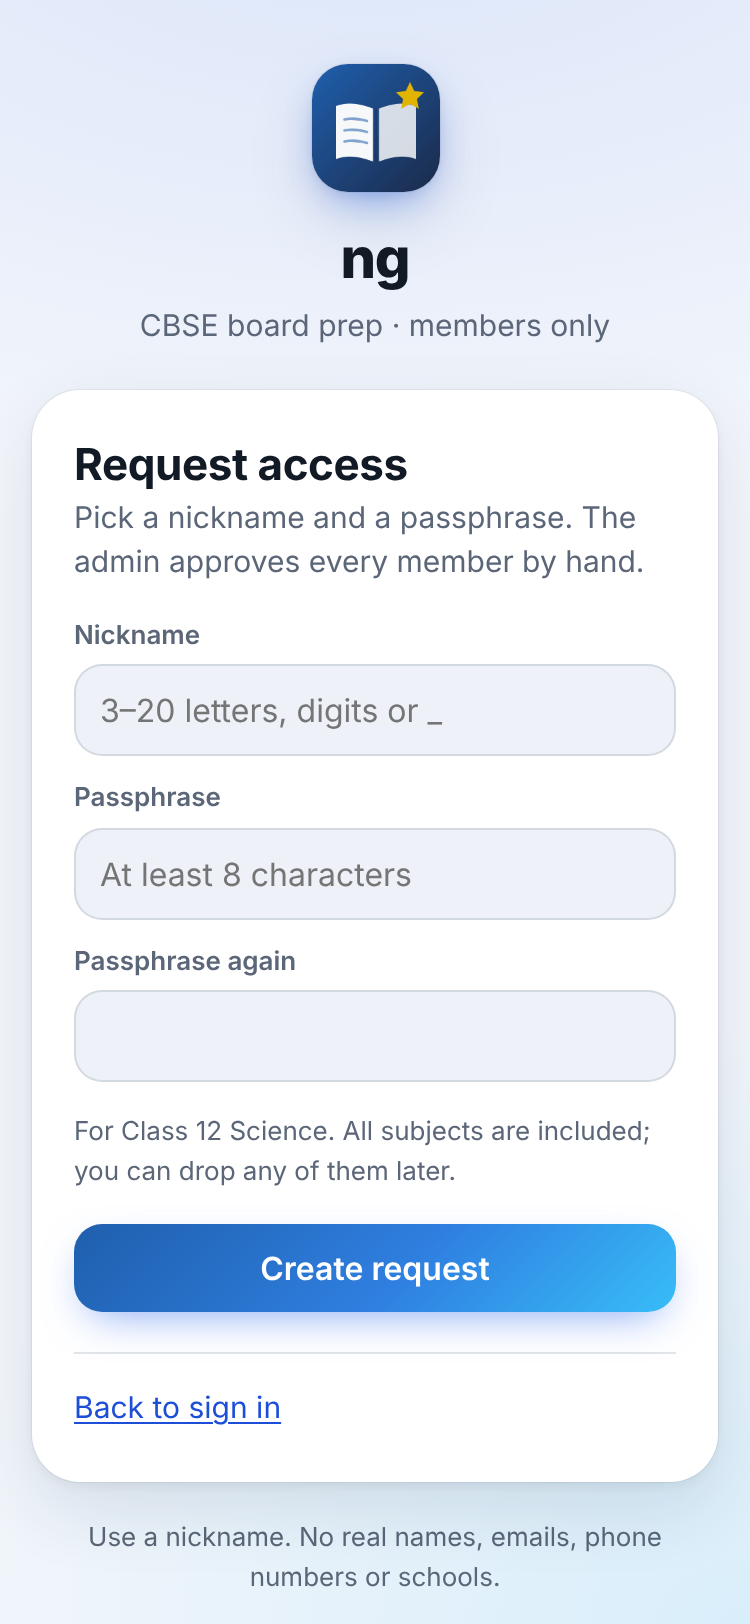 ng
CBSE board prep · members only
Request access
Pick a nickname and a passphrase. The
admin approves every member by hand.
Nickname
3–20 letters, digits or _
Passphrase
At least 8 characters
Passphrase again
For Class 12 Science. All subjects are included;
you can drop any of them later.
Create request
Back to sign in
Use a nickname. No real names, emails, phone
numbers or schools.